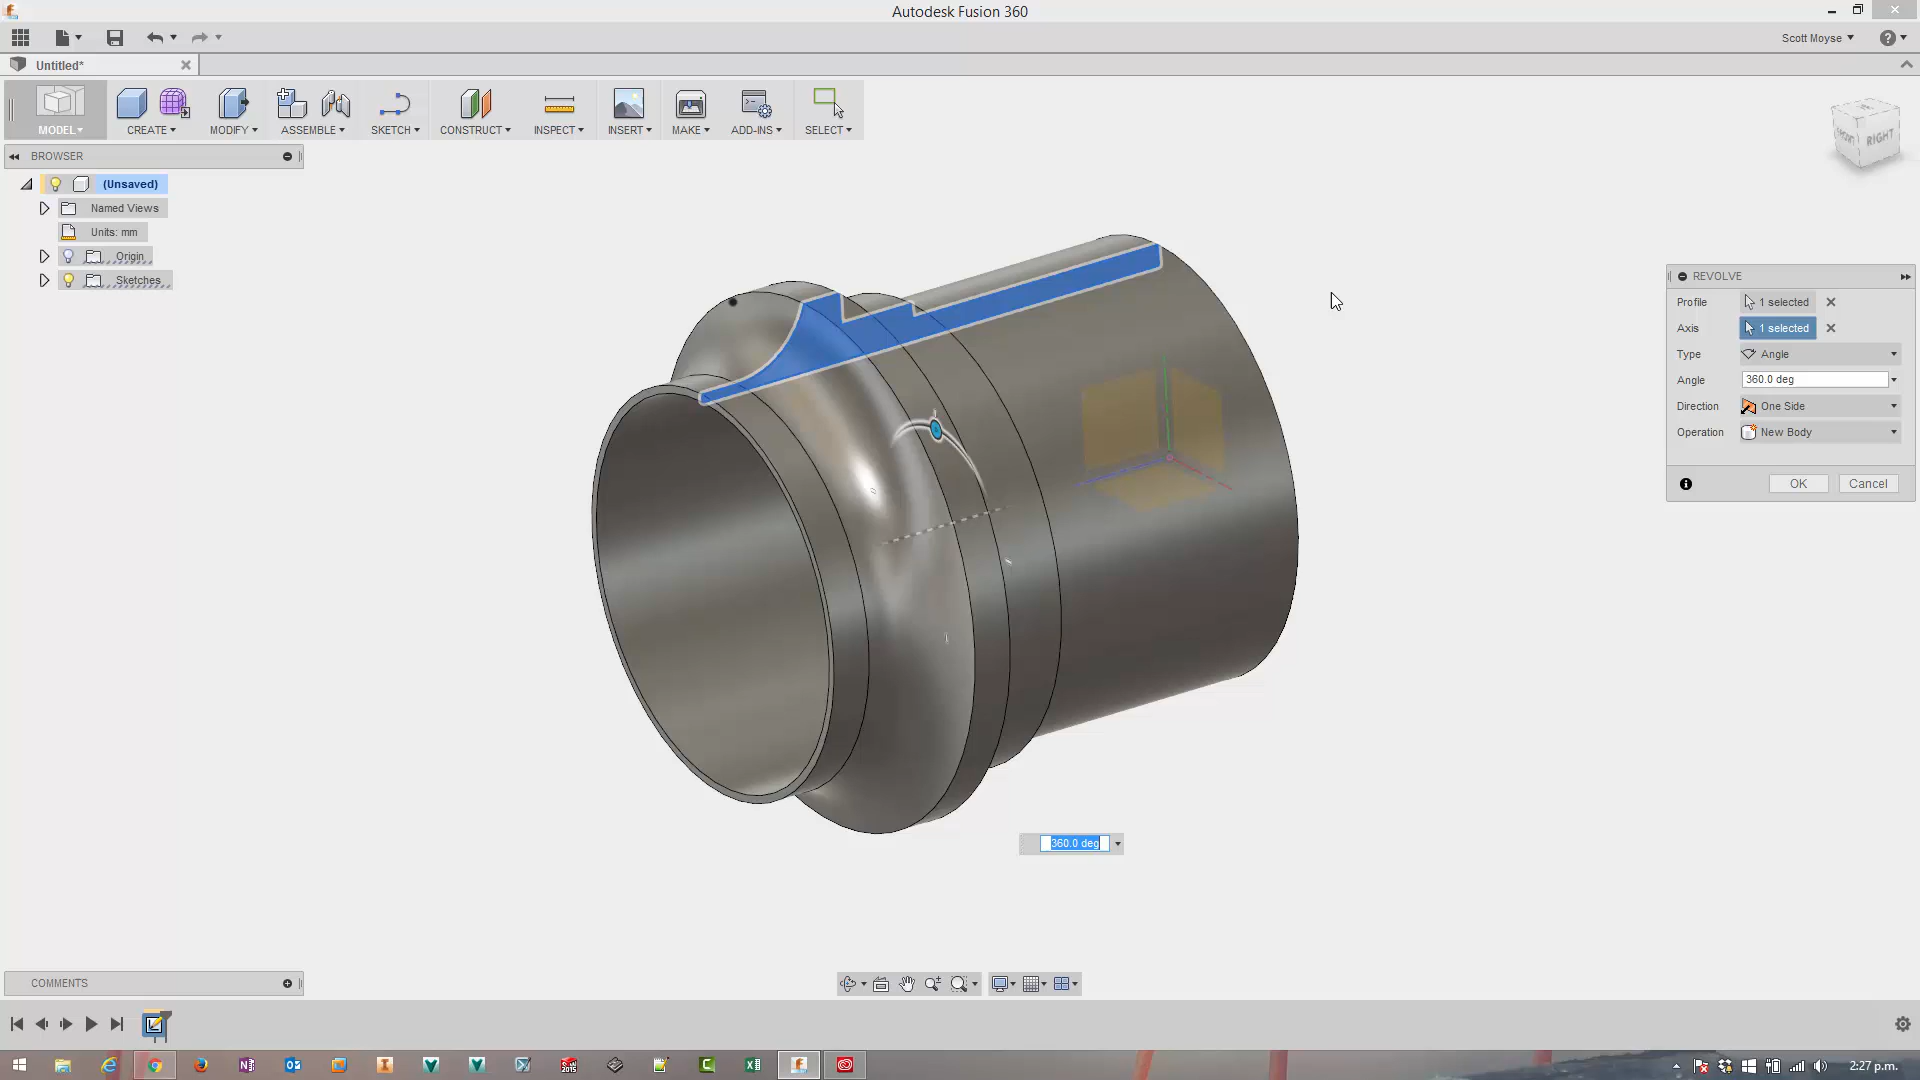 Autodesk Fusion 360
Scott Moyse
Untitled*
MODEL
CREATE
MODIFY
ASSEMBLE
SKETCH
CONSTRUCT
INSPECT
INSERT
MAKE
ADD-INS
SELECT
BROWSER
(Unsaved)
Named Views
Units: mm
Origin
Sketches
RIGHT
REVOLVE
Profile 1 selected
Axis 1 selected
Type Angle
Angle 360.0 deg
Direction One Side
Operation New Body
OK Cancel
360.0 deg
COMMENTS
2:27 p.m.